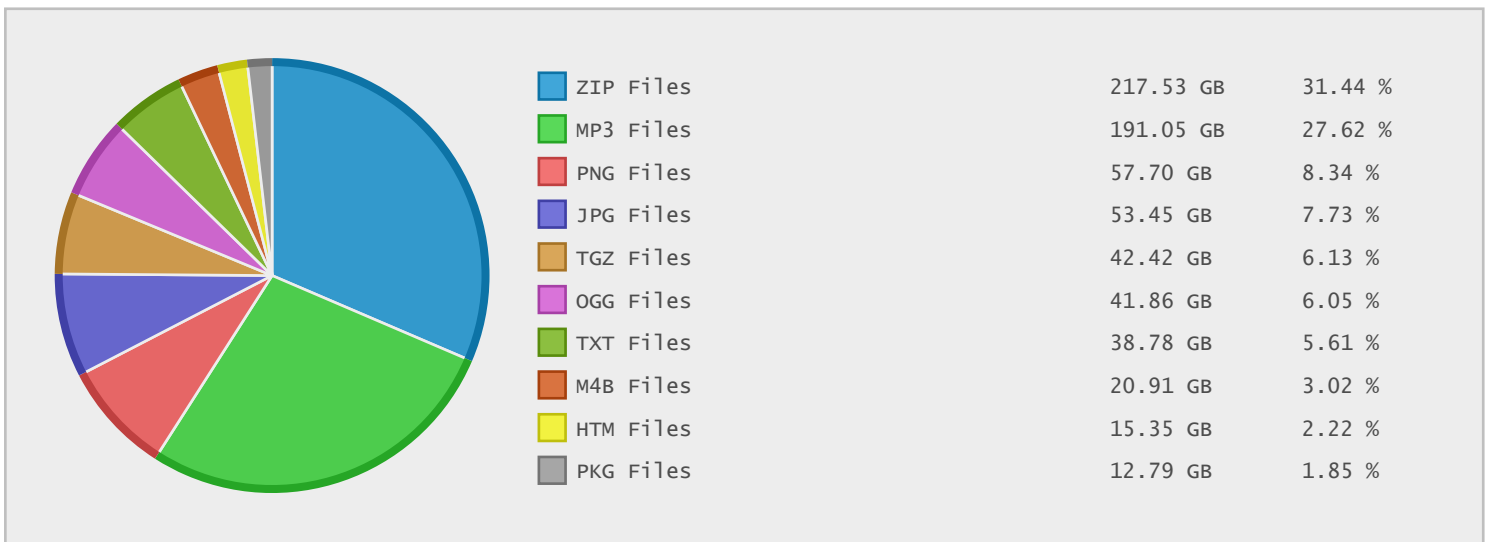 ZIP Files 217.53 GB 31.44 %
MP3 Files 191.05 GB 27.62 %
PNG Files 57.70 GB 8.34 %
JPG Files 53.45 GB 7.73 %
TGZ Files 42.42 GB 6.13 %
OGG Files 41.86 GB 6.05 %
TXT Files 38.78 GB 5.61 %
M4B Files 20.91 GB 3.02 %
HTM Files 15.35 GB 2.22 %
PKG Files 12.79 GB 1.85 %